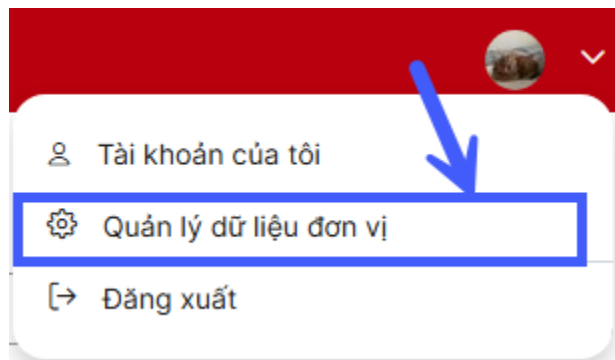 Tài khoản của tôi
Quản lý dữ liệu đơn vị
Đăng xuất